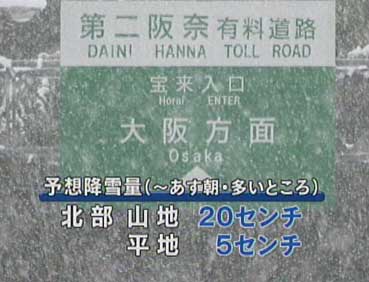 第二阪奈有料道路
DAINI HANNA TOLL ROAD
宝来入口
Horai ENTER
大阪方面
Osaka
予想降雪量(～あす朝・多いところ)
北部 山地 20センチ
平地 5センチ